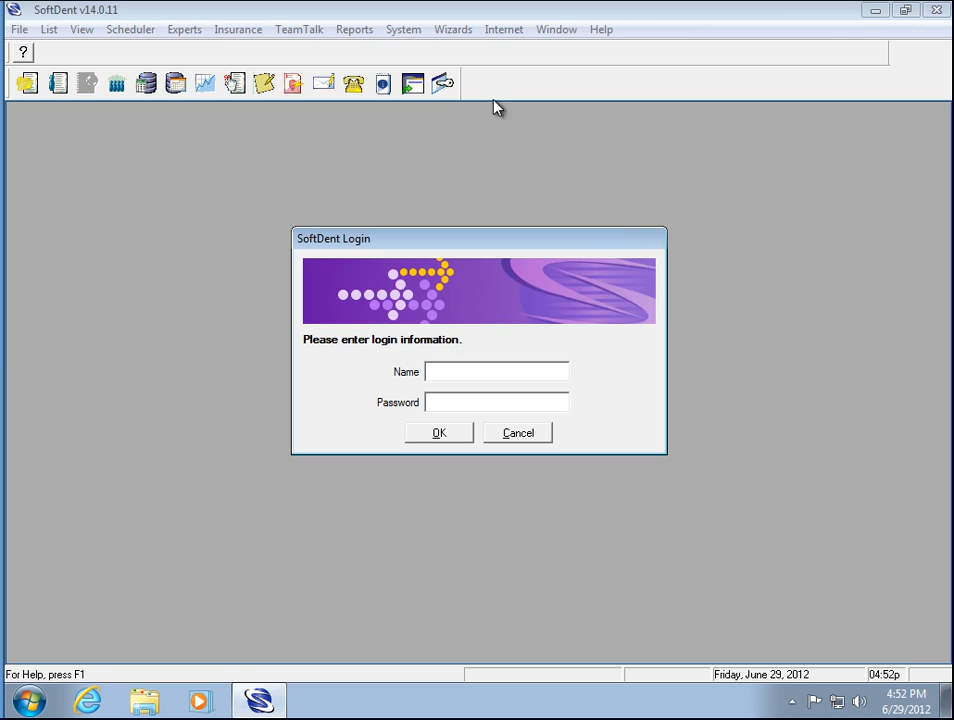 SoftDent v14.0.11
File List View Scheduler Experts Insurance TeamTalk Reports System Wizards Internet Window Help
?
SoftDent Login
Please enter login information.
Name
Password
OK Cancel
For Help, press F1 Friday, June 29, 2012 04:52p
4:52 PM
6/29/2012